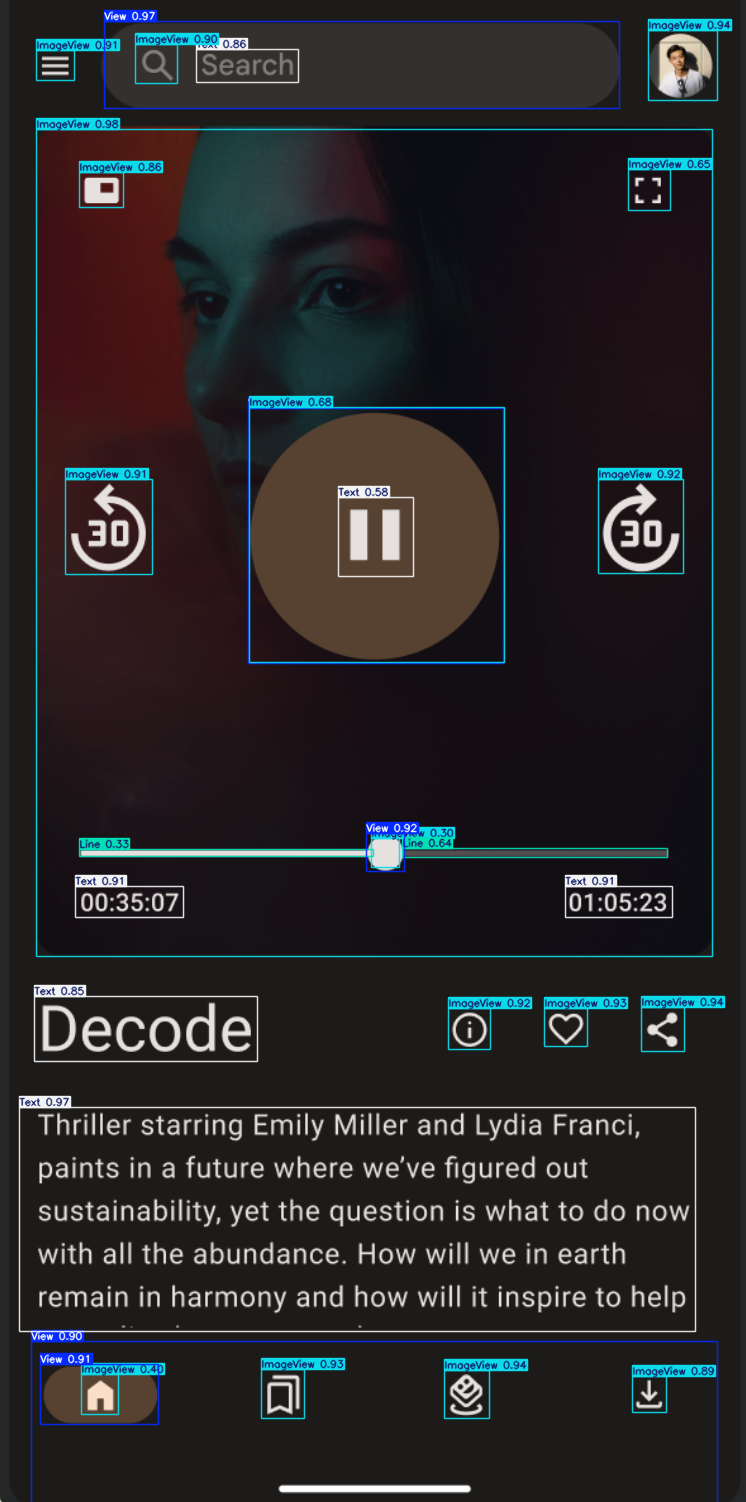 View 0.97
ImageView 0.91
ImageView 0.90
0.86
ImageView 0.94
Search
ImageView 0.98
ImageView 0.86
ImageView 0.65
ImageView 0.68
ImageView 0.91
Text 0.58
ImageView 0.92
30
30
View 0.92
0.30
Line 0.33
Line 0.64
Text 0.91
Text 0.91
00:35:07
01:05:23
Text 0.85
Decode
ImageView 0.92
ImageView 0.93
ImageView 0.94
Text 0.97
Thriller starring Emily Miller and Lydia Franci,
paints in a future where we’ve figured out
sustainability, yet the question is what to do now
with all the abundance. How will we in earth
remain in harmony and how will it inspire to help
View 0.90
View 0.91
ImageView 0.40
ImageView 0.93
ImageView 0.94
ImageView 0.89